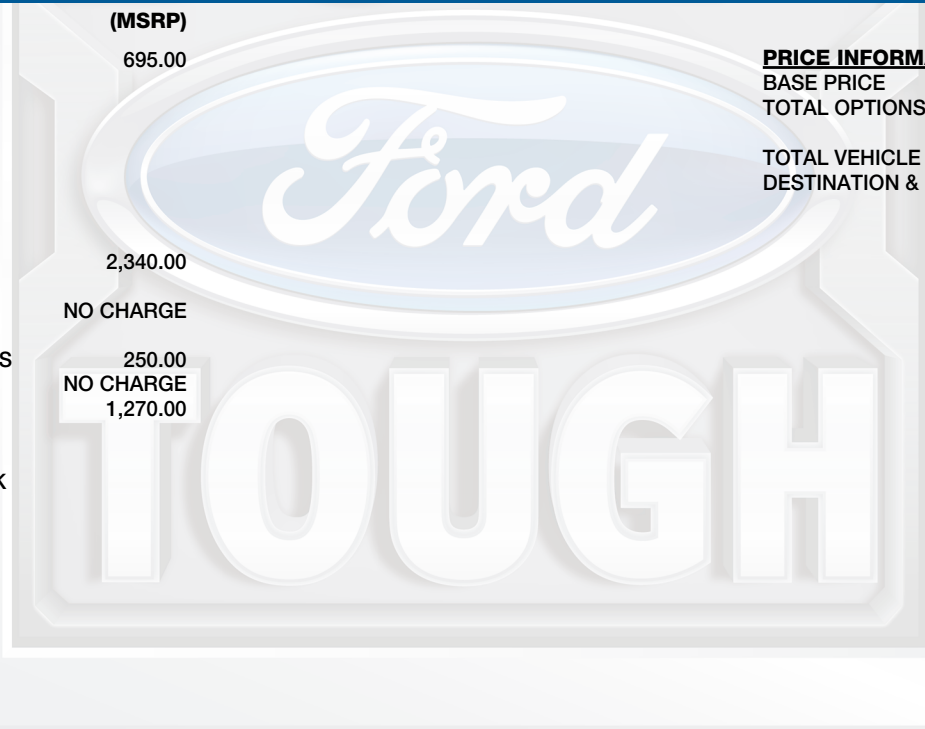 (MSRP)
695.00
2,340.00
NO CHARGE
S 250.00
NO CHARGE
1,270.00
K
PRICE INFORMA
BASE PRICE
TOTAL OPTIONS
TOTAL VEHICLE
DESTINATION &
Ford
TOUGH